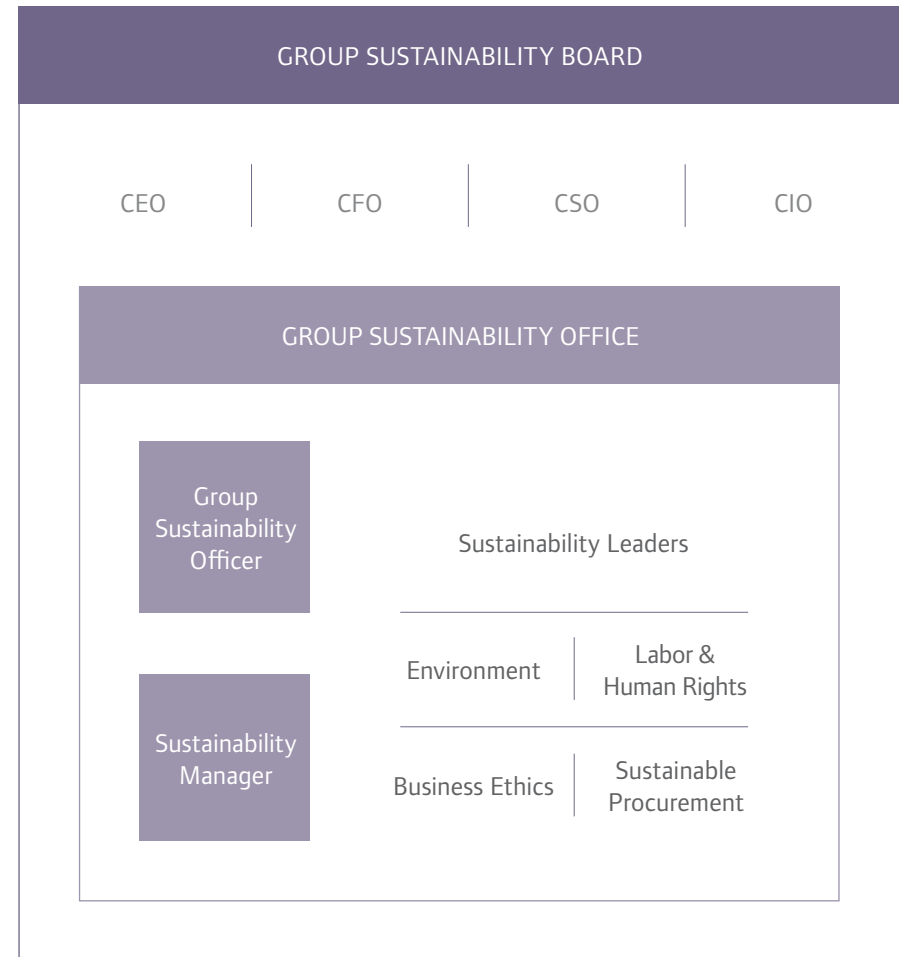 GROUP SUSTAINABILITY BOARD
CEO
CFO
CSO
CIO
GROUP SUSTAINABILITY OFFICE
Group
Sustainability
Officer
Sustainability Leaders
Environment
Labor &
Human Rights
Sustainability
Manager
Business Ethics
Sustainable
Procurement